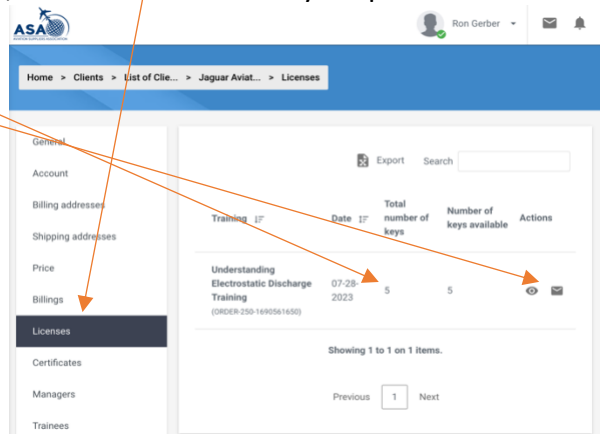 ASA
AVIATION SUPPLIERS ASSOCIATION
Ron Gerber
Home > Clients > List of Clie... > Jaguar Aviat... > Licenses
General
Account
Billing addresses
Shipping addresses
Price
Billings
Licenses
Certificates
Managers
Trainees
Export Search
Training Date Total number of keys Number of keys available Actions
Understanding
Electrostatic Discharge
Training
(ORDER-250-1690561650)
07-28-
2023
5 5
Showing 1 to 1 on 1 items.
Previous 1 Next